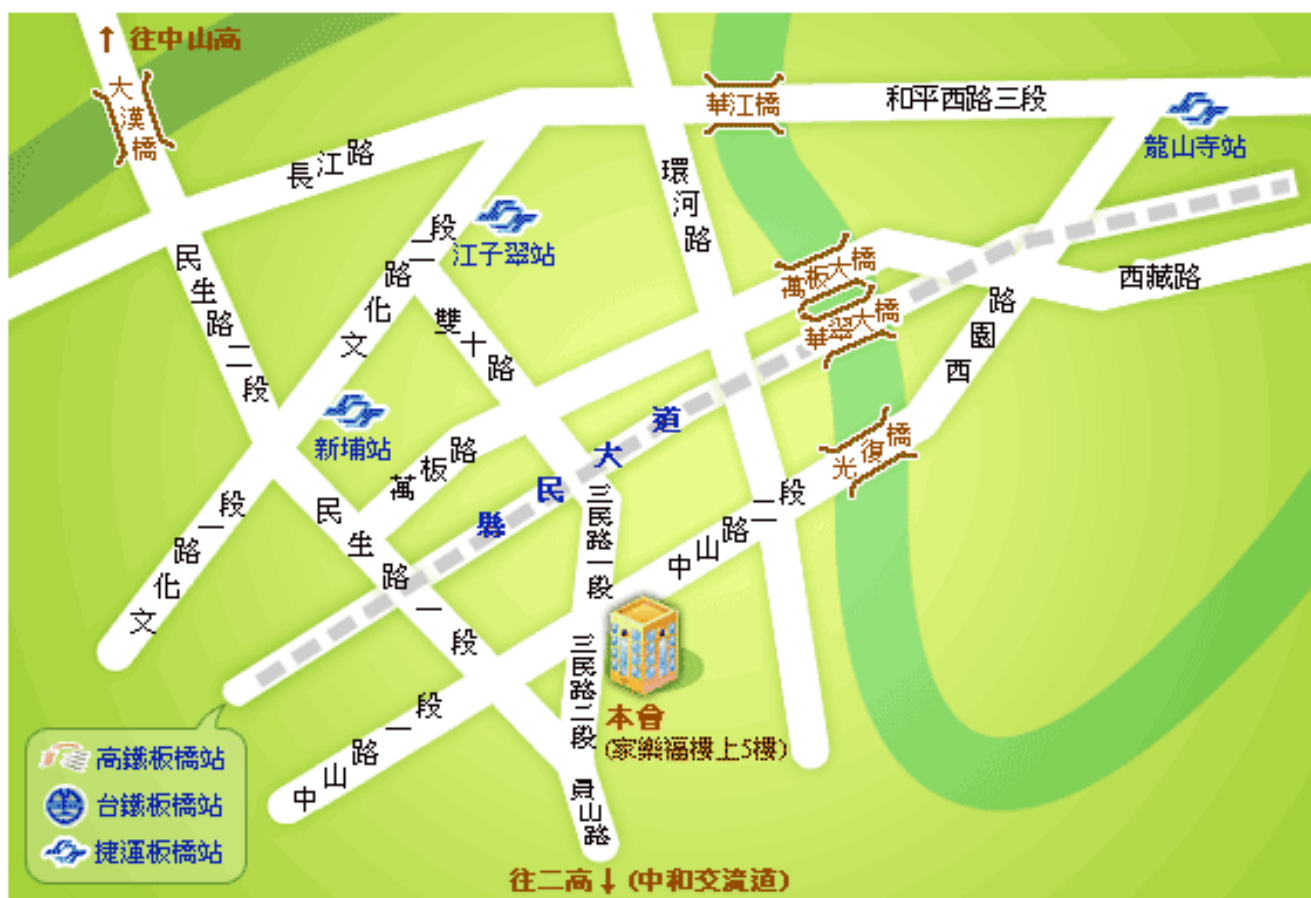 ↑ 往中山高
大漢橋
華江橋
和平西路三段
龍山寺站
長江路
環河路
江子翠站
文化路二段
民生路二段
雙十路
萬板大橋
華翠大橋
西藏路
西園路
新埔站
萬板路
縣民大道
光復橋
文化路一段
民生路一段
三民路一段
中山路二段
三民路二段
本會
(家樂福樓上5樓)
中山路一段
員山路
高鐵板橋站
台鐵板橋站
捷運板橋站
往二高↓(中和交流道)